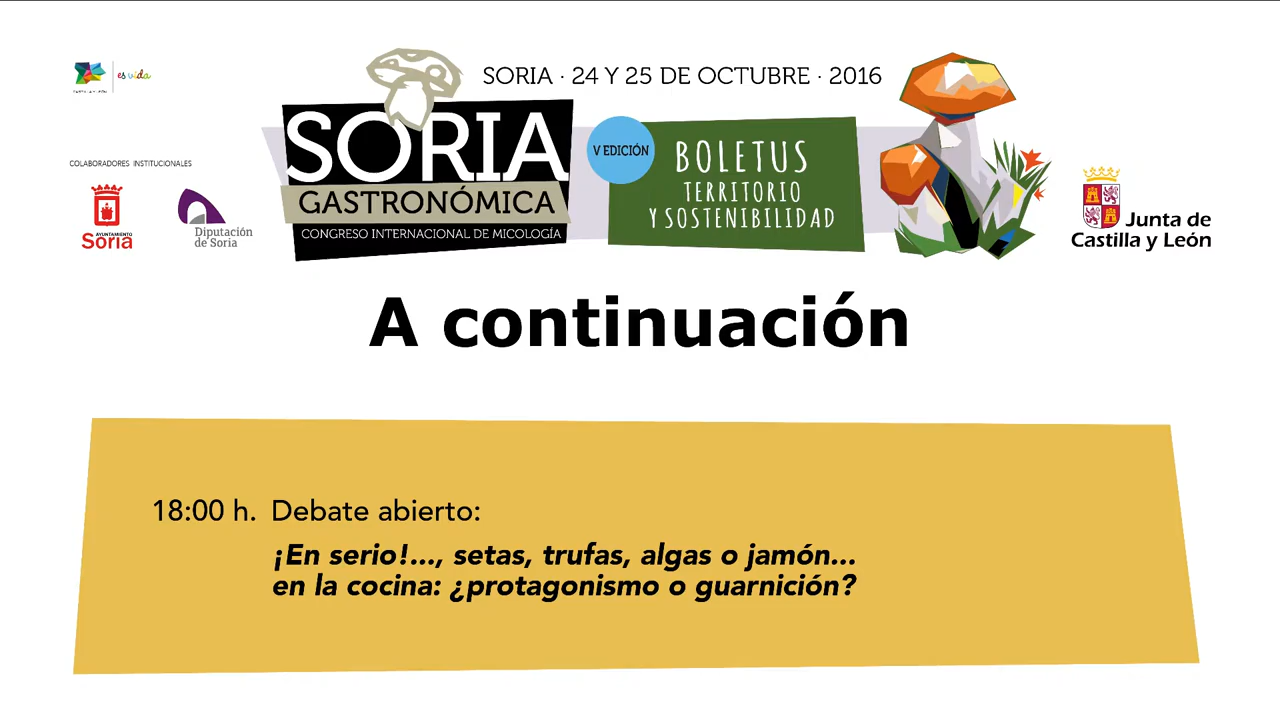 SORIA · 24 Y 25 DE OCTUBRE · 2016
es vida
CASTILLA Y LEÓN
SORIA
GASTRONÓMICA
CONGRESO INTERNACIONAL DE MICOLOGÍA
V EDICIÓN
BOLETUS
TERRITORIO
Y SOSTENIBILIDAD
COLABORADORES INSTITUCIONALES
AYUNTAMIENTO
Soria
Diputación
de Soria
Junta de
Castilla y León
A continuación
18:00 h. Debate abierto:
¡En serio!..., setas, trufas, algas o jamón...
en la cocina: ¿protagonismo o guarnición?